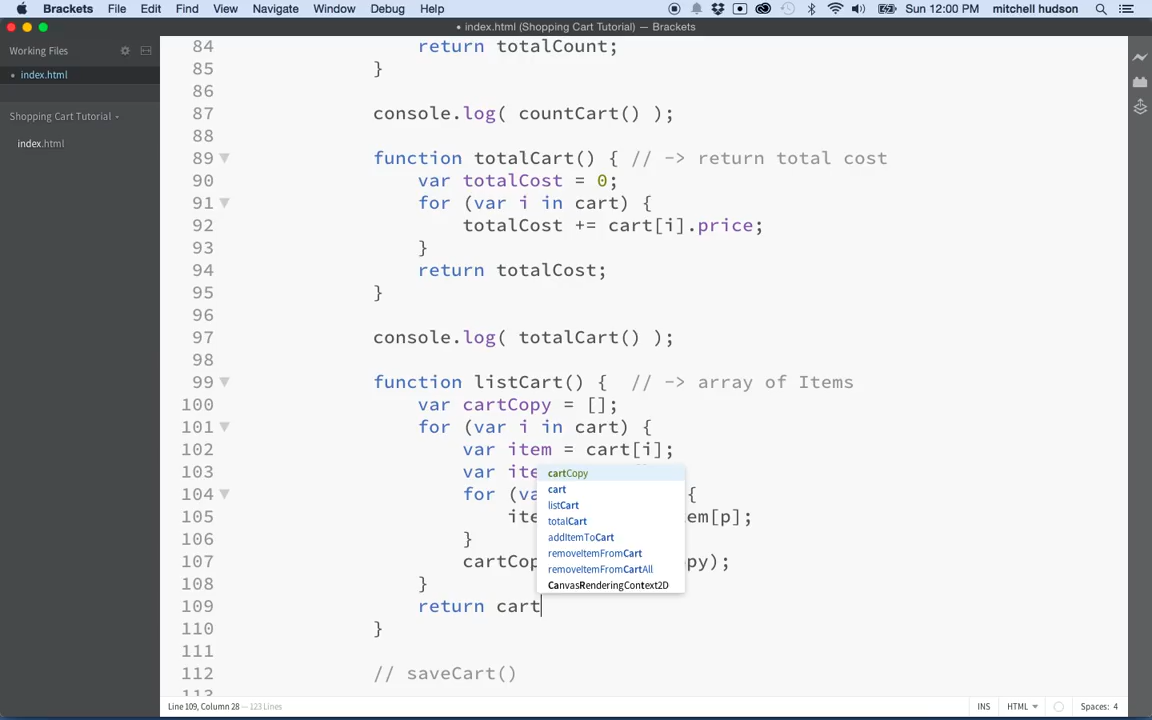 Brackets File Edit Find View Navigate Window Debug Help Sun 12:00 PM mitchell hudson
• index.html (Shopping Cart Tutorial) — Brackets
Working Files
• index.html
Shopping Cart Tutorial
index.html
84 return totalCount;
85 }
86
87 console.log( countCart() );
88
89 function totalCart() { // -> return total cost
90 var totalCost = 0;
91 for (var i in cart) {
92 totalCost += cart[i].price;
93 }
94 return totalCost;
95 }
96
97 console.log( totalCart() );
98
99 function listCart() { // -> array of Items
100 var cartCopy = [];
101 for (var i in cart) {
102 var item = cart[i];
103 var ite
104 for (va {
105 ite em[p];
106 }
107 cartCop py);
108 }
109 return cart
110 }
111
112 // saveCart()
113
cartCopy
cart
listCart
totalCart
addItemToCart
removeItemFromCart
removeItemFromCartAll
CanvasRenderingContext2D
Line 109, Column 28 — 123 Lines INS HTML Spaces: 4